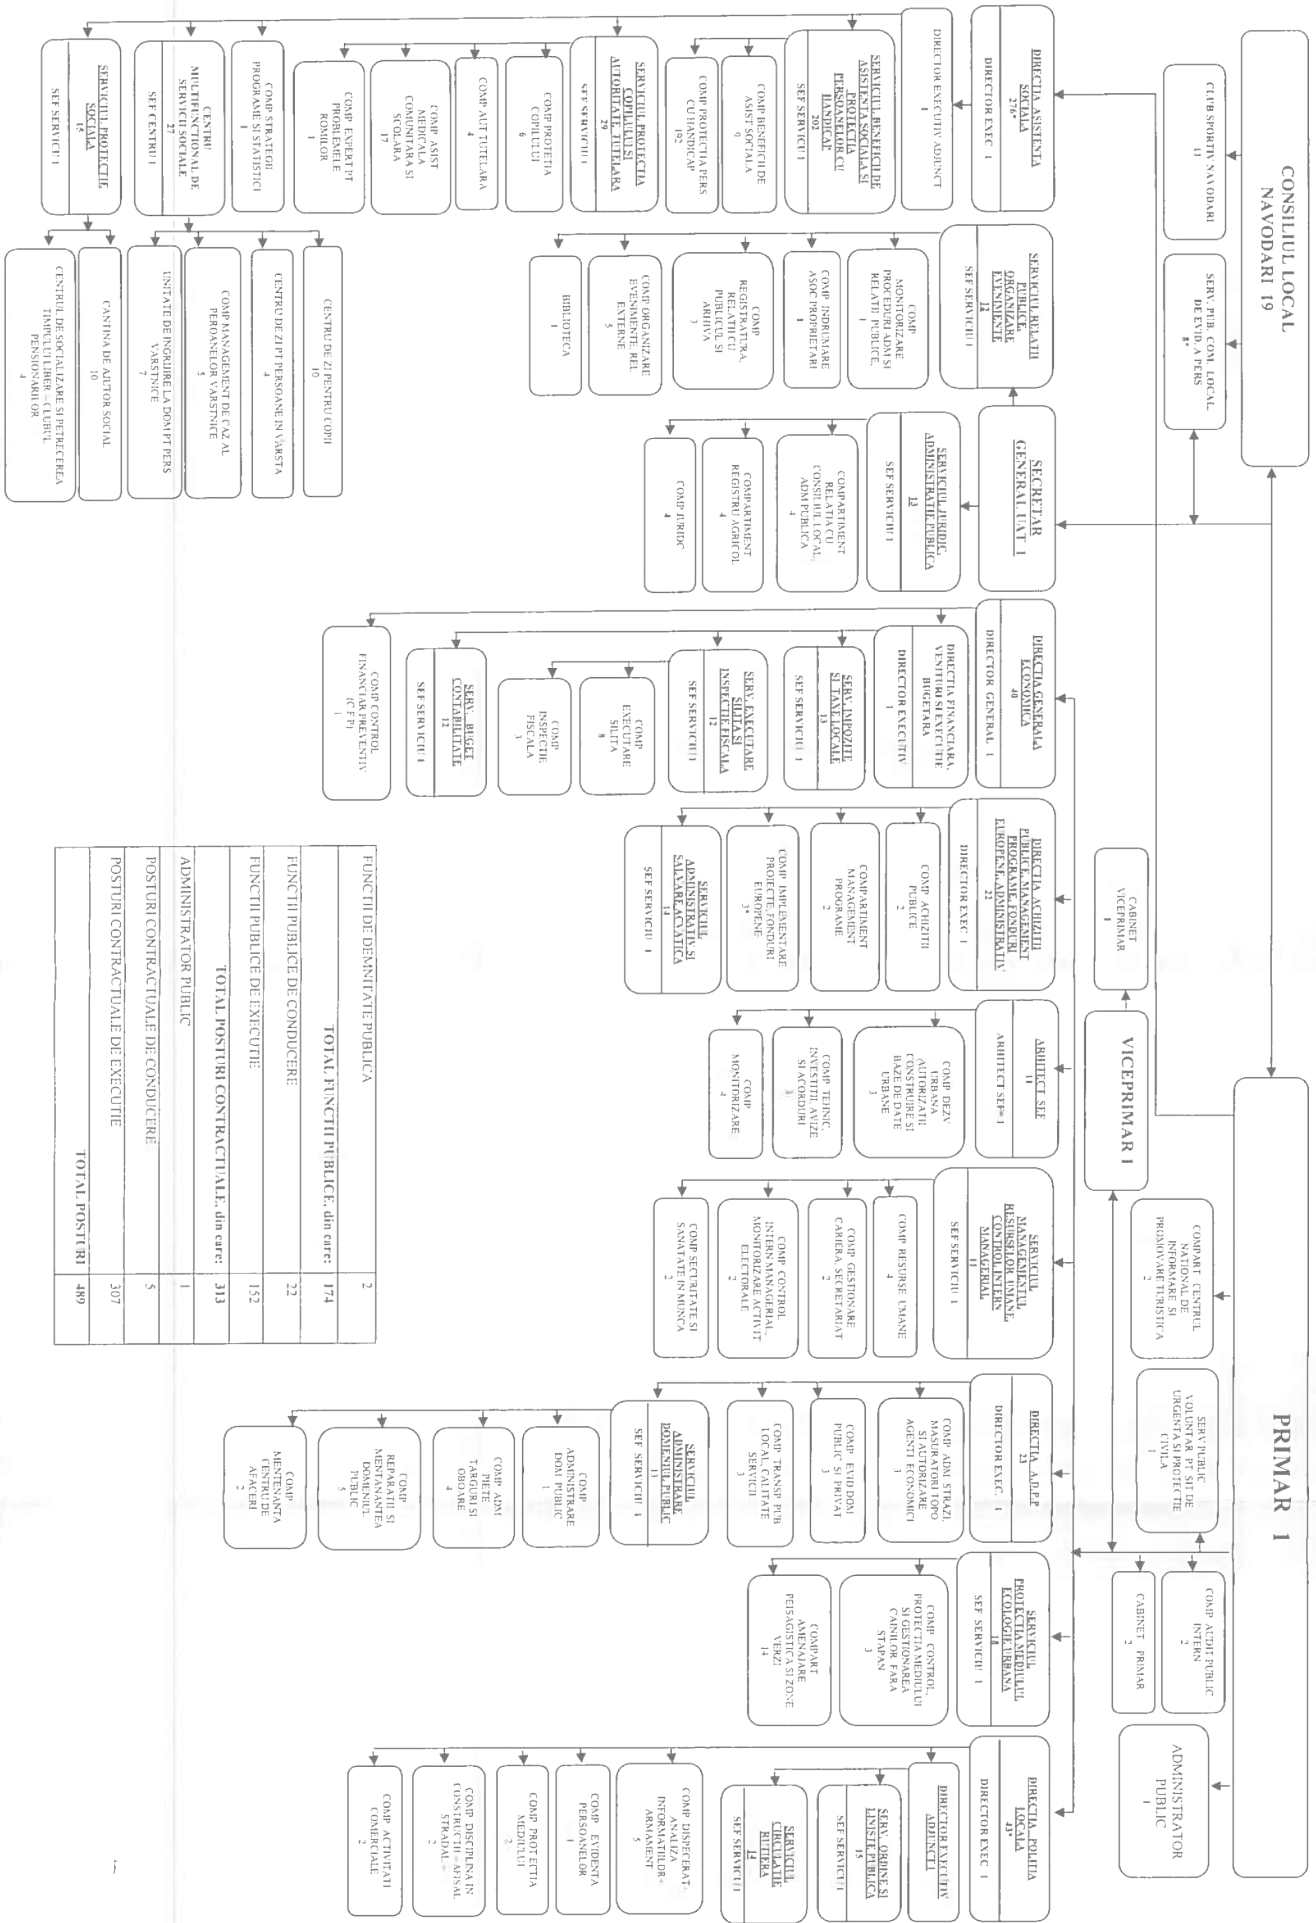 CONSILIUL LOCAL
NAVODARI 19
PRIMAR 1
CLUB SPORTIV NAVODARI
11
SERV. PUB. COM. LOCAL.
DE EVID. A PERS
8*
CABINET
VICEPRIMAR
1
VICEPRIMAR 1
COMPART CENTRUL
NATIONAL DE
INFORMARE SI
PROMOVARE TURISTICA
2
SERV PUBLIC
VOLUNTAR PT SIT DE
URGENTA SI PROTECTIE
CIVILA
1
COMP AUDIT PUBLIC
INTERN
2
CABINET PRIMAR
2
ADMINISTRATOR
PUBLIC
1
DIRECTIA ASISTENTA
SOCIALA
276*
DIRECTOR EXEC 1
DIRECTOR EXECUTIV ADJUNCT
1
SERVICIUL BENEFICII DE
ASISTENTA SOCIALA SI
PROTECTIA
PERSOANELOR CU
HANDICAP
202
SEF SERVICIU 1
COMP BENEFICII DE
ASIST SOCIALA
9
COMP PROTECTIA PERS
CU HANDICAP
192
SERVICIUL PROTECTIA
COPILULUI SI
AUTORITATE TUTELARA
29
SEF SERVICIU 1
COMP PROTETIA
COPILULUI
6
COMP AUT TUTELARA
4
COMP ASIST
MEDICALA
COMUNITARA SI
SCOLARA
17
COMP EXPERT PT
PROBLEMELE
ROMILOR
1
COMP STRATEGII
PROGRAME SI STATISTICI
1
CENTRU
MULTIFUNCTIONAL DE
SERVICII SOCIALE
27
SEF CENTRU 1
SERVICIUL PROTECTIE
SOCIALA
15
SEF SERVICIU 1
CENTRU DE ZI PENTRU COPII
10
CENTRU DE ZI PT PERSOANE IN VARSTA
4
COMP MANAGEMENT DE CAZ AL
PEROANELOR VARSTNICE
5
UNITATE DE INGRIJIRE LA DOM PT PERS
VARSTNICE
7
CANTINA DE AJUTOR SOCIAL
10
CENTRUL DE SOCIALIZARE SI PETRECEREA
TIMPULUI LIBER – CLUBUL
PENSIONARILOR
4
SERVICIUL RELATII
PUBLICE,
ORGANIZARE
EVENIMENTE
12
SEF SERVICIU 1
COMP
MONITORIZARE
PROCEDURI ADM SI
RELATII PUBLICE,
1
COMP INDRUMARE
ASOC PROPRIETARI
1
COMP
REGISTRATURA,
RELATII CU
PUBLICUL SI
ARHIVA
3
COMP ORGANIZARE
EVENIMENTE, REL
EXTERNE
5
BIBLIOTECA
1
SECRETAR
GENERAL UAT 1
SERVICIUL JURIDIC,
ADMINISTRATIE PUBLICA
13
SEF SERVICIU 1
COMPARTIMENT
RELATIA CU
CONSILIUL LOCAL,
ADM PUBLICA
4
COMPARTIMENT
REGISTRU AGRICOL
4
COMP JURIDC
4
DIRECTIA GENERALA
ECONOMICA
40
DIRECTOR GENERAL 1
DIRECTIA FINANCIARA,
VENITURI SI EXECUTIE
BUGETARA
DIRECTOR EXECUTIV
1
SERV. IMPOZITE
SI TAXE LOCALE
13
SEF SERVICIU 1
SERV. EXECUTARE
SILITA SI
INSPECTIE FISCALA
12
SEF SERVICIU 1
COMP
EXECUTARE
SILITA
8
COMP
INSPECTIE
FISCALA
3
SERV. BUGET
CONTABILITATE
12
SEF SERVICIU 1
COMP CONTROL
FINANCIAR PREVENTIV
(C F P)
1
DIRECTIA ACHIZITII
PUBLICE, MANAGEMENT
PROGRAME, FONDURI
EUROPENE, ADMINISTRATIV
22
DIRECTOR EXEC 1
COMP ACHIZITII
PUBLICE
2
COMPARTIMENT
MANAGEMENT
PROGRAME
2
COMP IMPLEMENTARE
PROIECTE FONDURI
EUROPENE
3*
SERVICIUL
ADMINISTRATIV SI
SALVARE ACVATICA
14
SEF SERVICIU 1
ARHITECT SEF
11
ARHITECT SEF* 1
COMP DEZV
URBANA
AUTORIZATII
CONSTRUIRE SI
BAZE DE DATE
URBANE
3
COMP TEHNIC,
INVESTITII, AVIZE
SI ACORDURI
COMP
MONITORIZARE
4
SERVICIUL
MANAGEMENTUL
RESURSELOR UMANE,
CONTROL INTERN
MANAGERIAL
11
SEF SERVICIU 1
COMP RESURSE UMANE
4
COMP GESTIONARE
CARIERA, SECRETARIAT
2
COMP CONTROL
INTERN MANAGERIAL,
MONITORIZARE ACTIVIT
ELECTORALE
2
COMP SECURITATE SI
SANATATE IN MUNCA
2
DIRECTIA A.D.P.P
23
DIRECTOR EXEC. 1
COMP ADM STRAZI,
MASURATORI TOPO
SI AUTORIZARE
AGENTI ECONOMICI
3
COMP EVID DOM
PUBLIC SI PRIVAT
3
COMP TRANSP PUB
LOCAL, CALITATE
SERVICII
3
SERVICIUL
ADMINISTRARE
DOMENIUL PUBLIC
13
SEF SERVICIU 1
COMP
ADMINISTRARE
DOM PUBLIC
1
COMP ADM
PIETE
TARGURI SI
OBOARE
4
COMP
REPARATII SI
MENTANANTEA
DOMENIUL
PUBLIC
5
COMP
MENTENANTA
CENTRU DE
AFACERI
2
SERVICIUL
PROTECTIA MEDIULUI,
ECOLOGIE URBANA
18
SEF SERVICIU 1
COMP CONTROL,
PROTECTIA MEDIULUI
SI GESTIONAREA
CAINILOR FARA
STAPAN
3
COMPART
AMENAJARE
PEISAGISTICA SI ZONE
VERZI
14
DIRECTIA POLITIA
LOCALA
43*
DIRECTOR EXEC 1
DIRECTOR EXECUTIV
ADJUNCT 1
SERV. ORDINE SI
LINISTE PUBLICA
15
SEF SERVICIU 1
SERVICIUL
CIRCULATIE
RUTIERA
14
SEF SERVICIU 1
COMP DISPECERAT-
ANALIZA
INFORMATIILOR-
ARMAMENT
5
COMP EVIDENTA
PERSOANELOR
1
COMP PROTECTIA
MEDIULUI
2
COMP DISCIPLINA IN
CONSTRUCTII – AFISAJ
STRADAL –
2
COMP ACTIVITATI
COMERCIALE
2
FUNCTII DE DEMNITATE PUBLICA 2
TOTAL FUNCTII PUBLICE, din care: 174
FUNCTII PUBLICE DE CONDUCERE 22
FUNCTII PUBLICE DE EXECUTIE 152
TOTAL POSTURI CONTRACTUALE, din care: 313
ADMINISTRATOR PUBLIC 1
POSTURI CONTRACTUALE DE CONDUCERE 5
POSTURI CONTRACTUALE DE EXECUTIE 307
TOTAL POSTURI 489